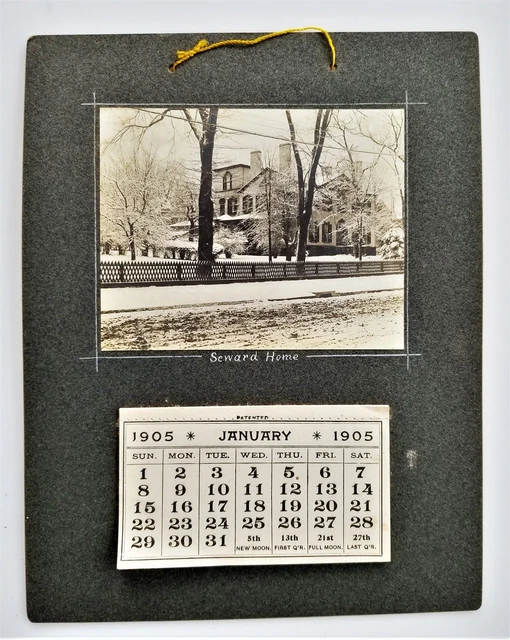 Seward Home
PATENTED
1905 * JANUARY * 1905
SUN. MON. TUE. WED. THU. FRI. SAT.
1 2 3 4 5 6 7
8 9 10 11 12 13 14
15 16 17 18 19 20 21
22 23 24 25 26 27 28
29 30 31 5th 13th 21st 27th
NEW MOON. FIRST Q'R. FULL MOON. LAST Q'R.